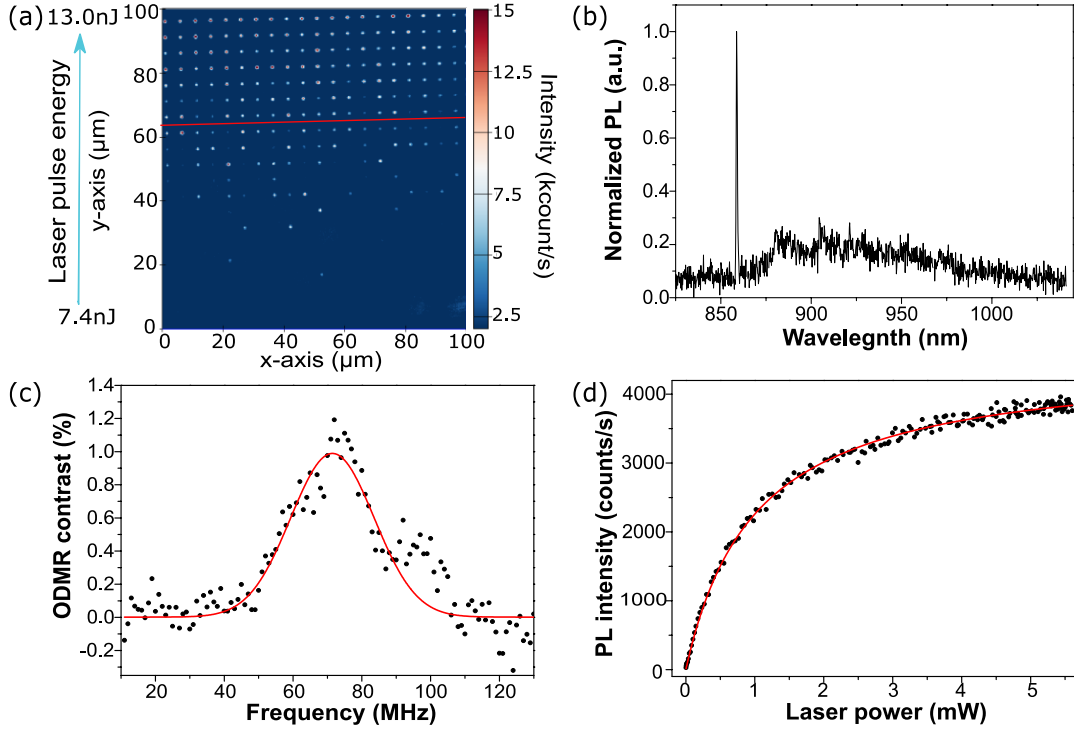 (a)
13.0nJ
7.4nJ
Laser pulse energy
y-axis (µm)
100
80
60
40
20
0
0 20 40 60 80 100
x-axis (µm)
15
12.5
10
7.5
5
2.5
Intensity (kcount/s)
(b)
Normalized PL (a.u.)
1.0
0.8
0.6
0.4
0.2
0.0
850 900 950 1000
Wavelegnth (nm)
(c)
ODMR contrast (%)
1.4
1.2
1.0
0.8
0.6
0.4
0.2
0.0
-0.2
20 40 60 80 100 120
Frequency (MHz)
(d)
PL intensity (counts/s)
4000
3000
2000
1000
0
0 1 2 3 4 5
Laser power (mW)